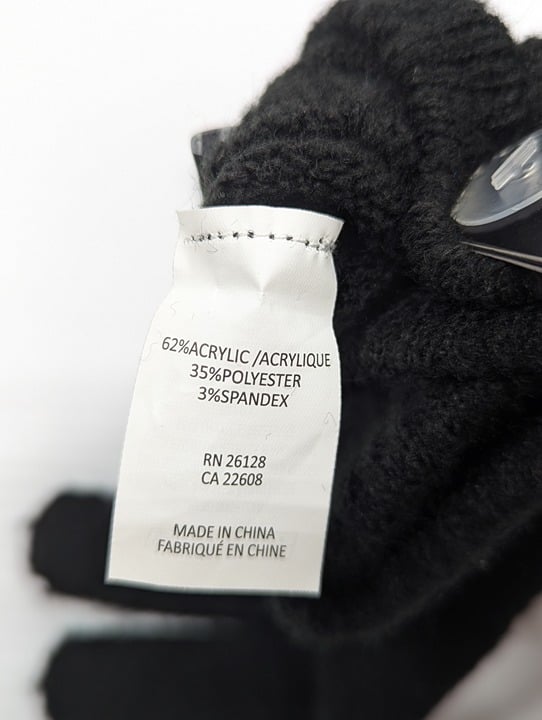 62%ACRYLIC /ACRYLIQUE
35%POLYESTER
3%SPANDEX
RN 26128
CA 22608
MADE IN CHINA
FABRIQUÉ EN CHINE